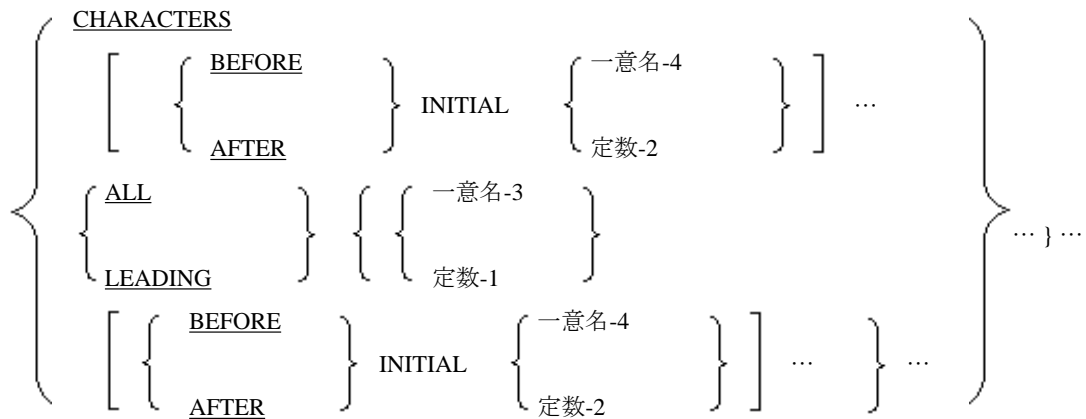 CHARACTERS
BEFORE 一意名-4
INITIAL …
AFTER 定数-2
ALL 一意名-3
… } …
LEADING 定数-1
BEFORE 一意名-4
INITIAL … …
AFTER 定数-2